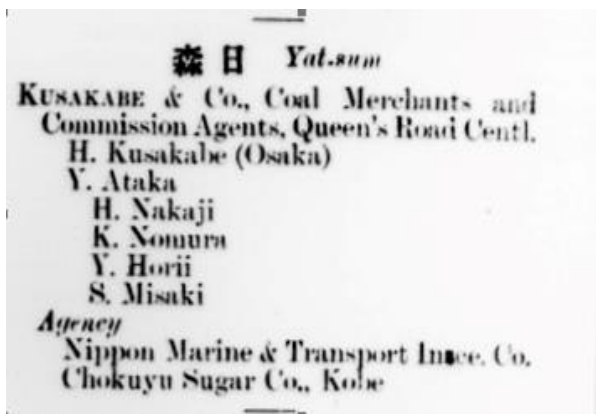 森日 Yat-sum
KUSAKABE & Co., Coal Merchants and
Commission Agents, Queen's Road Centl.
H. Kusakabe (Osaka)
Y. Ataka
H. Nakaji
K. Nomura
Y. Horii
S. Misaki
Agency
Nippon Marine & Transport Insce. Co.
Chokuyu Sugar Co., Kobe